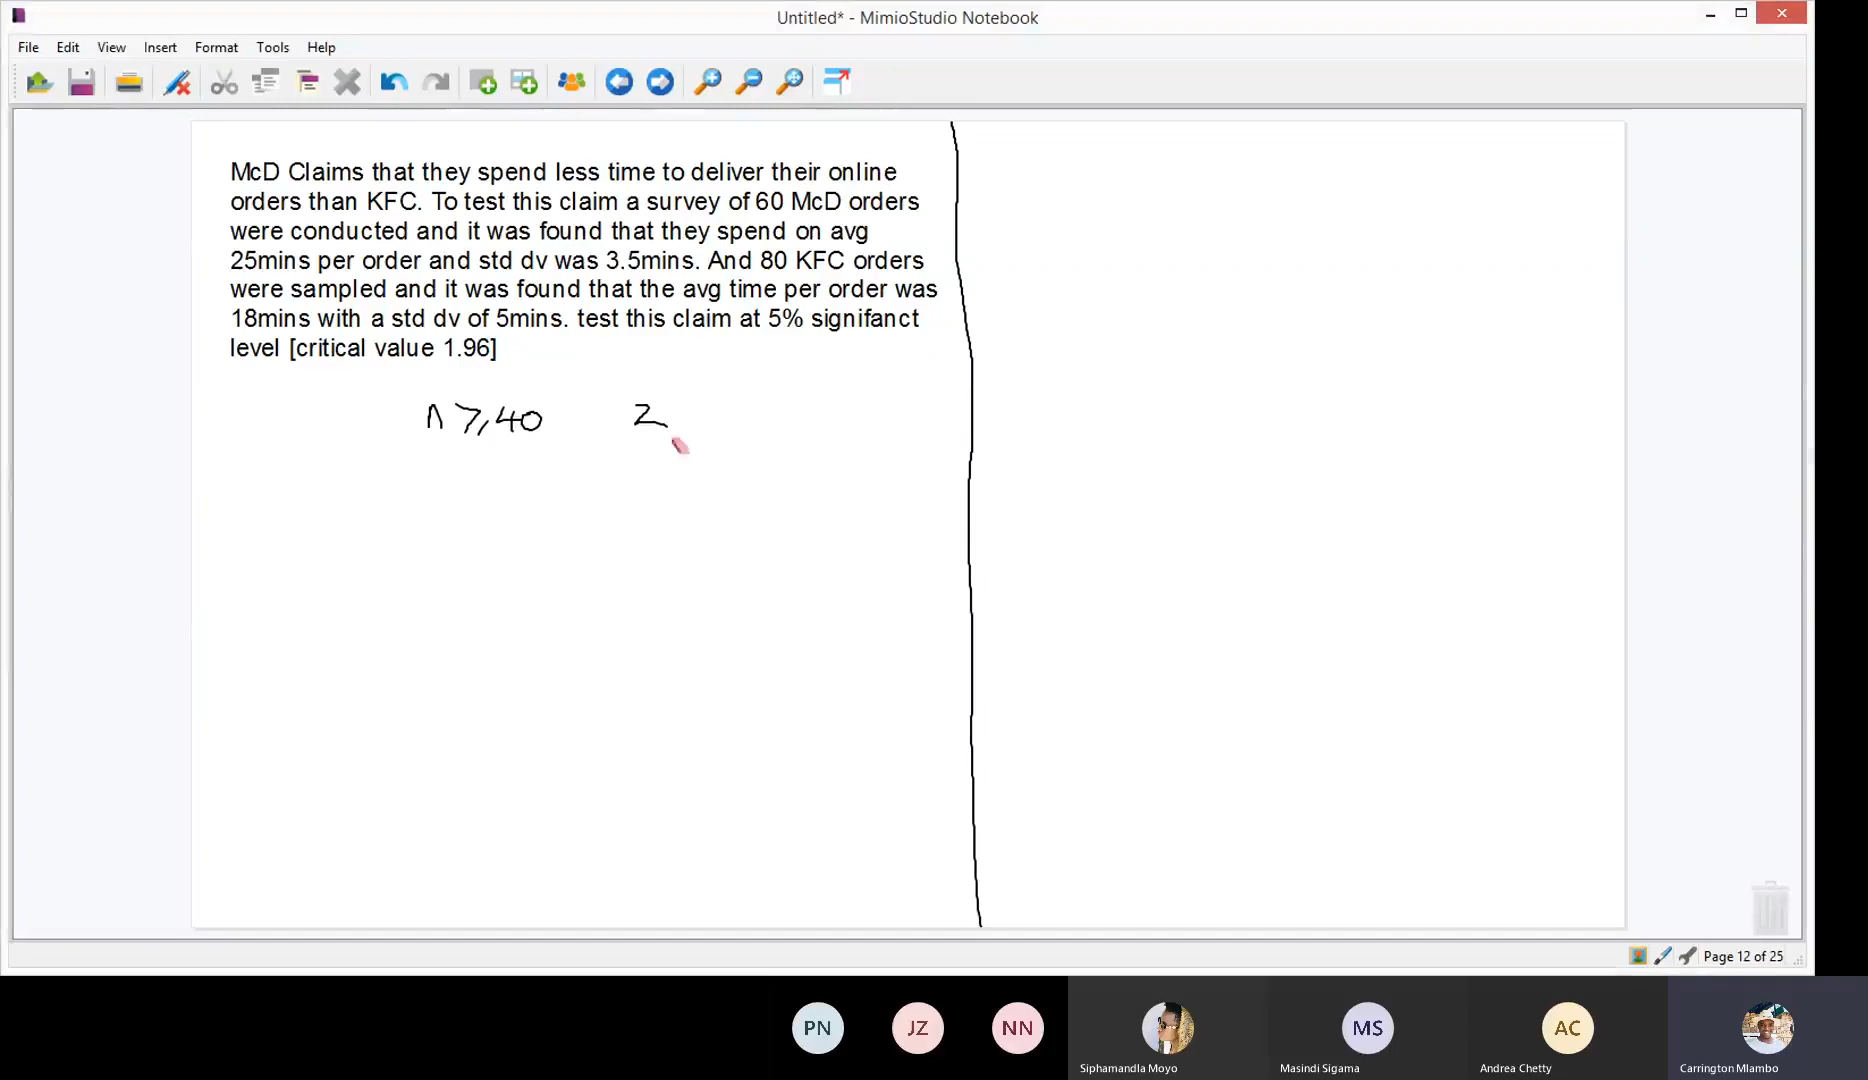 Untitled* - MimioStudio Notebook
File Edit View Insert Format Tools Help
McD Claims that they spend less time to deliver their online
orders than KFC. To test this claim a survey of 60 McD orders
were conducted and it was found that they spend on avg
25mins per order and std dv was 3.5mins. And 80 KFC orders
were sampled and it was found that the avg time per order was
18mins with a std dv of 5mins. test this claim at 5% signifanct
level [critical value 1.96]
n ≥ 40 Z
Page 12 of 25
PN JZ NN MS AC
Siphamandla Moyo Masindi Sigama Andrea Chetty Carrington Mlambo